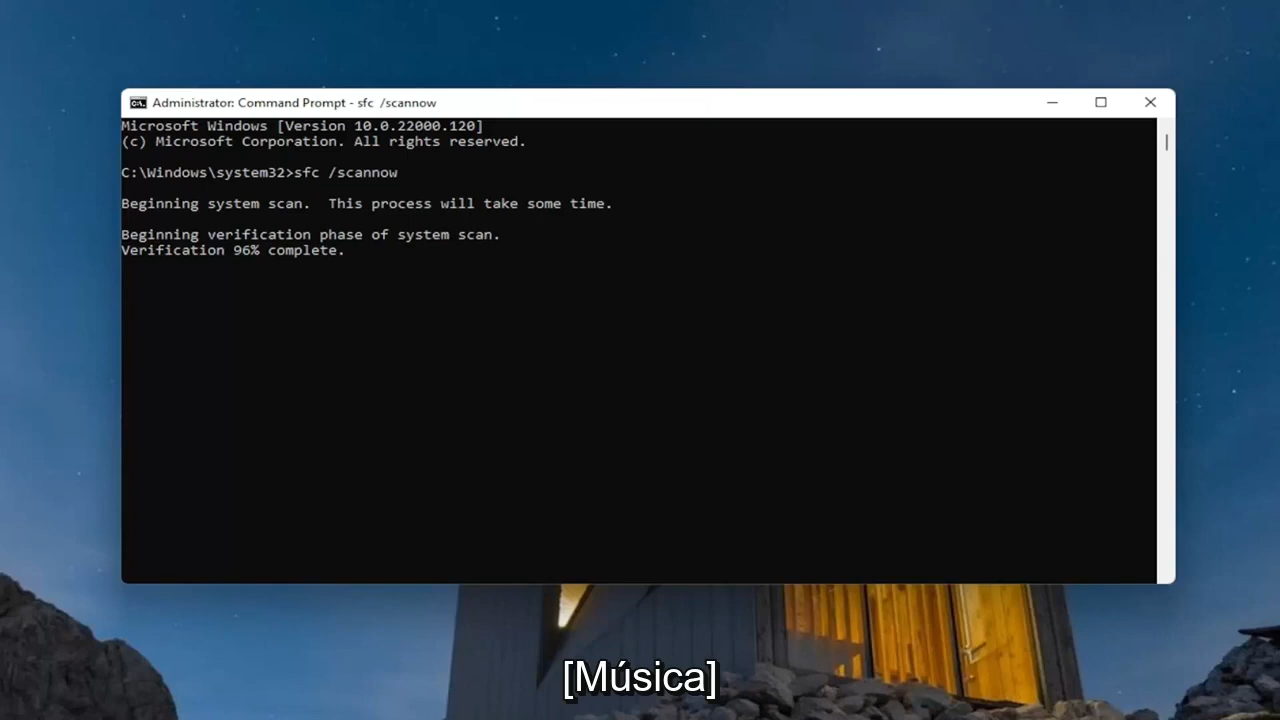 Administrator: Command Prompt - sfc  /scannow
Microsoft Windows [Version 10.0.22000.120]
(c) Microsoft Corporation. All rights reserved.
C:\Windows\system32>sfc /scannow
Beginning system scan.  This process will take some time.
Beginning verification phase of system scan.
Verification 96% complete.
[Música]